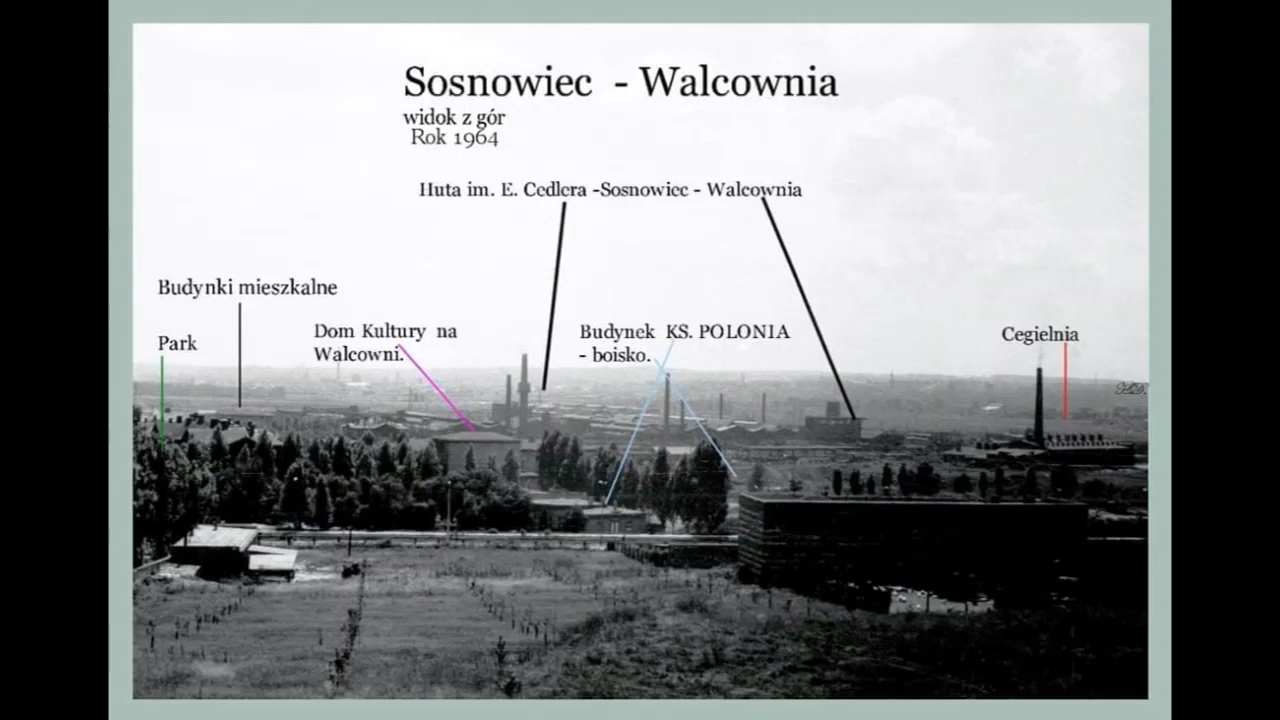 Sosnowiec - Walcownia
widok z gór
Rok 1964
Huta im. E. Cedlera -Sosnowiec - Walcownia
Budynki mieszkalne
Park
Dom Kultury na
Walcowni.
Budynek KS. POLONIA
- boisko.
Cegielnia